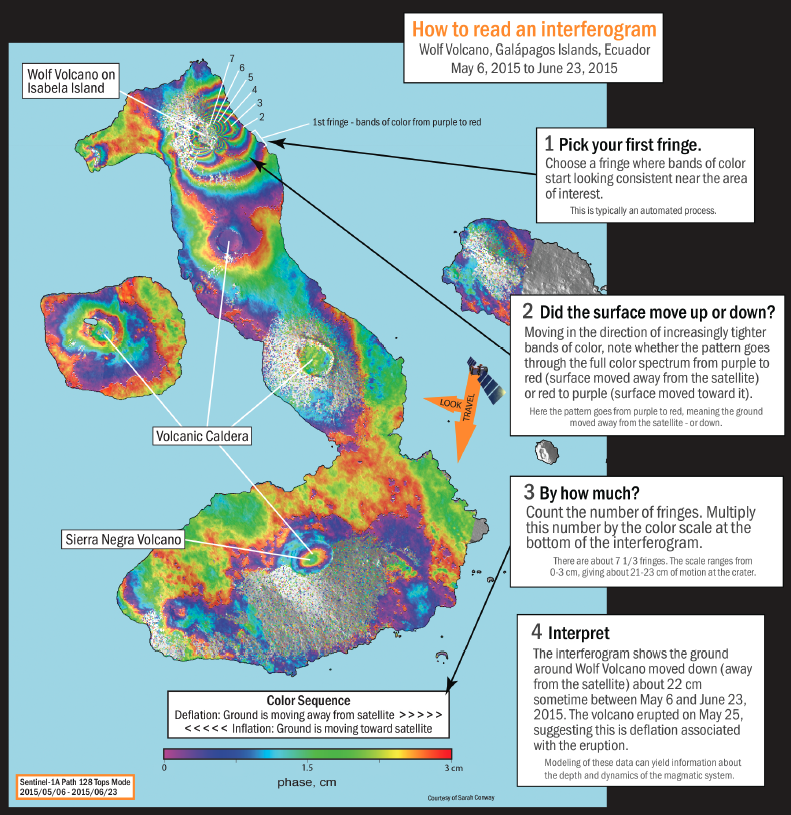 How to read an interferogram
Wolf Volcano, Galápagos Islands, Ecuador
May 6, 2015 to June 23, 2015
Wolf Volcano on
Isabela Island
7
6
5
4
3
2
1st fringe - bands of color from purple to red
1 Pick your first fringe.
Choose a fringe where bands of color
start looking consistent near the area
of interest.
This is typically an automated process.
2 Did the surface move up or down?
Moving in the direction of increasingly tighter
bands of color, note whether the pattern goes
through the full color spectrum from purple to
red (surface moved away from the satellite)
or red to purple (surface moved toward it).
Here the pattern goes from purple to red, meaning the ground
moved away from the satellite - or down.
LOOK
TRAVEL
Volcanic Caldera
3 By how much?
Count the number of fringes. Multiply
this number by the color scale at the
bottom of the interferogram.
There are about 7 1/3 fringes. The scale ranges from
0-3 cm, giving about 21-23 cm of motion at the crater.
Sierra Negra Volcano
4 Interpret
The interferogram shows the ground
around Wolf Volcano moved down (away
from the satellite) about 22 cm
sometime between May 6 and June 23,
2015. The volcano erupted on May 25,
suggesting this is deflation associated
with the eruption.
Modeling of these data can yield information about
the depth and dynamics of the magmatic system.
Color Sequence
Deflation: Ground is moving away from satellite > > > > >
< < < < < Inflation: Ground is moving toward satellite
0
1.5
3 cm
phase, cm
Sentinel-1A Path 128 Tops Mode
2015/05/06 - 2015/06/23
Courtesy of Sarah Conway